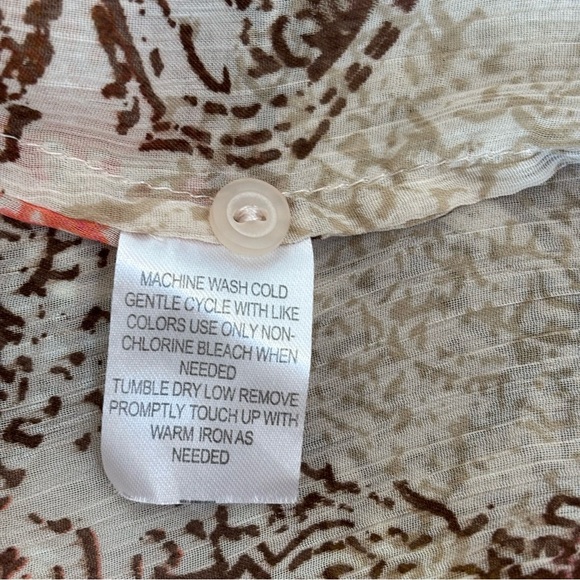 MACHINE WASH COLD
GENTLE CYCLE WITH LIKE
COLORS USE ONLY NON-
CHLORINE BLEACH WHEN
NEEDED
TUMBLE DRY LOW REMOVE
PROMPTLY TOUCH UP WITH
WARM IRON AS
NEEDED